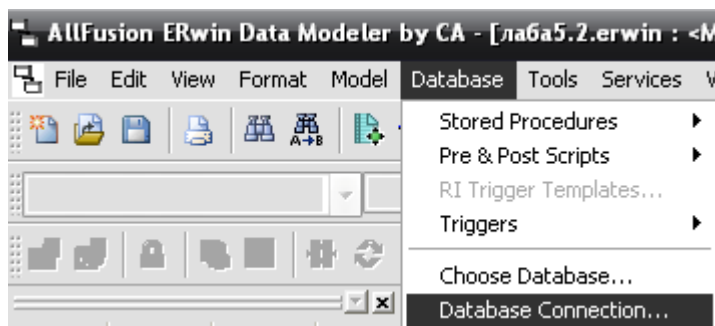 AllFusion ERwin Data Modeler by CA - [лаба5.2.erwin : <M
File Edit View Format Model Database Tools Services
Stored Procedures
Pre & Post Scripts
RI Trigger Templates...
Triggers
Choose Database...
Database Connection...
A→B